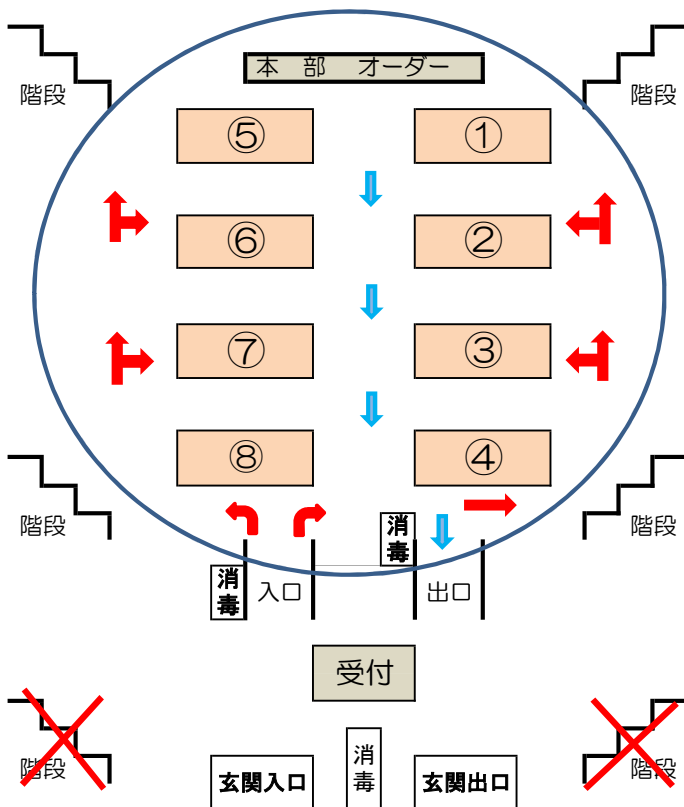 本 部 オーダー
階段 階段
⑤ ①
⑥ ②
⑦ ③
⑧ ④
階段 階段
消毒
消毒
入口 出口
受付
階段 階段
消毒
玄関入口 玄関出口